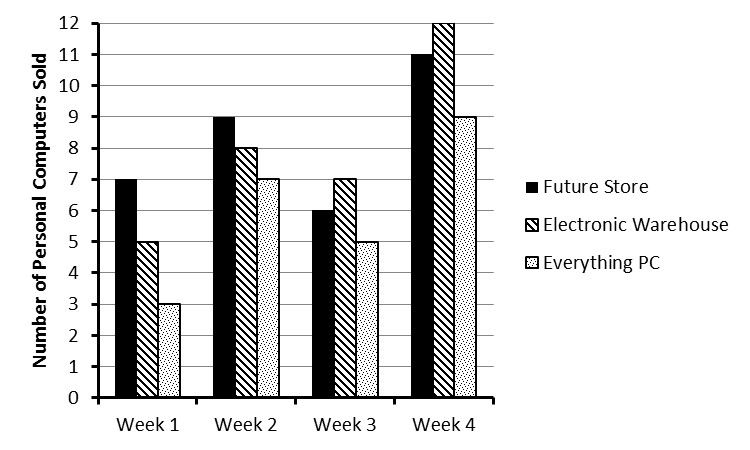 Number of Personal Computers Sold
12
11
10
9
8
7
6
5
4
3
2
1
0
Week 1
Week 2
Week 3
Week 4
Future Store
Electronic Warehouse
Everything PC